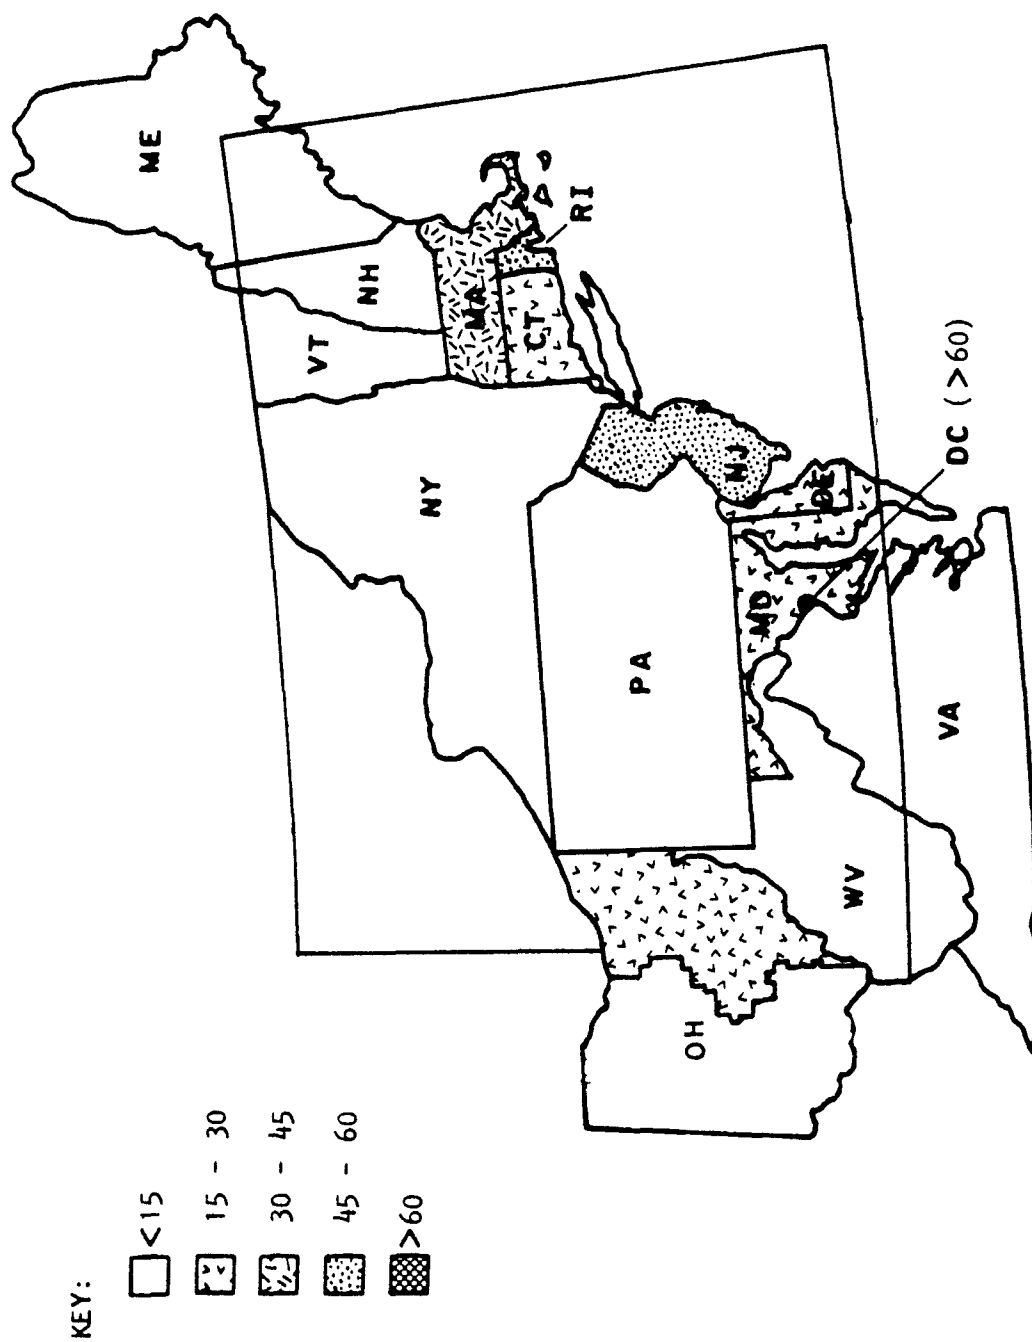 KEY:
<15
15 - 30
30 - 45
45 - 60
>60
ME
VT
NH
MA
CT
RI
NY
NJ
PA
DE
MD
DC (>60)
OH
WV
VA